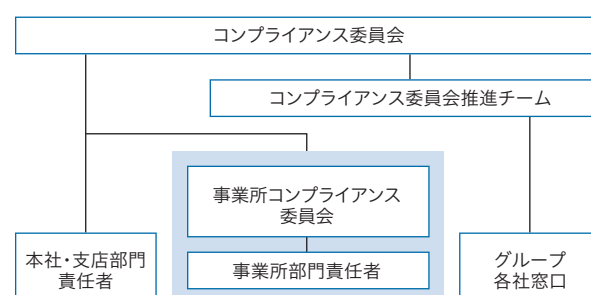 コンプライアンス委員会
コンプライアンス委員会推進チーム
事業所コンプライアンス
委員会
本社・支店部門
責任者
事業所部門責任者
グループ
各社窓口